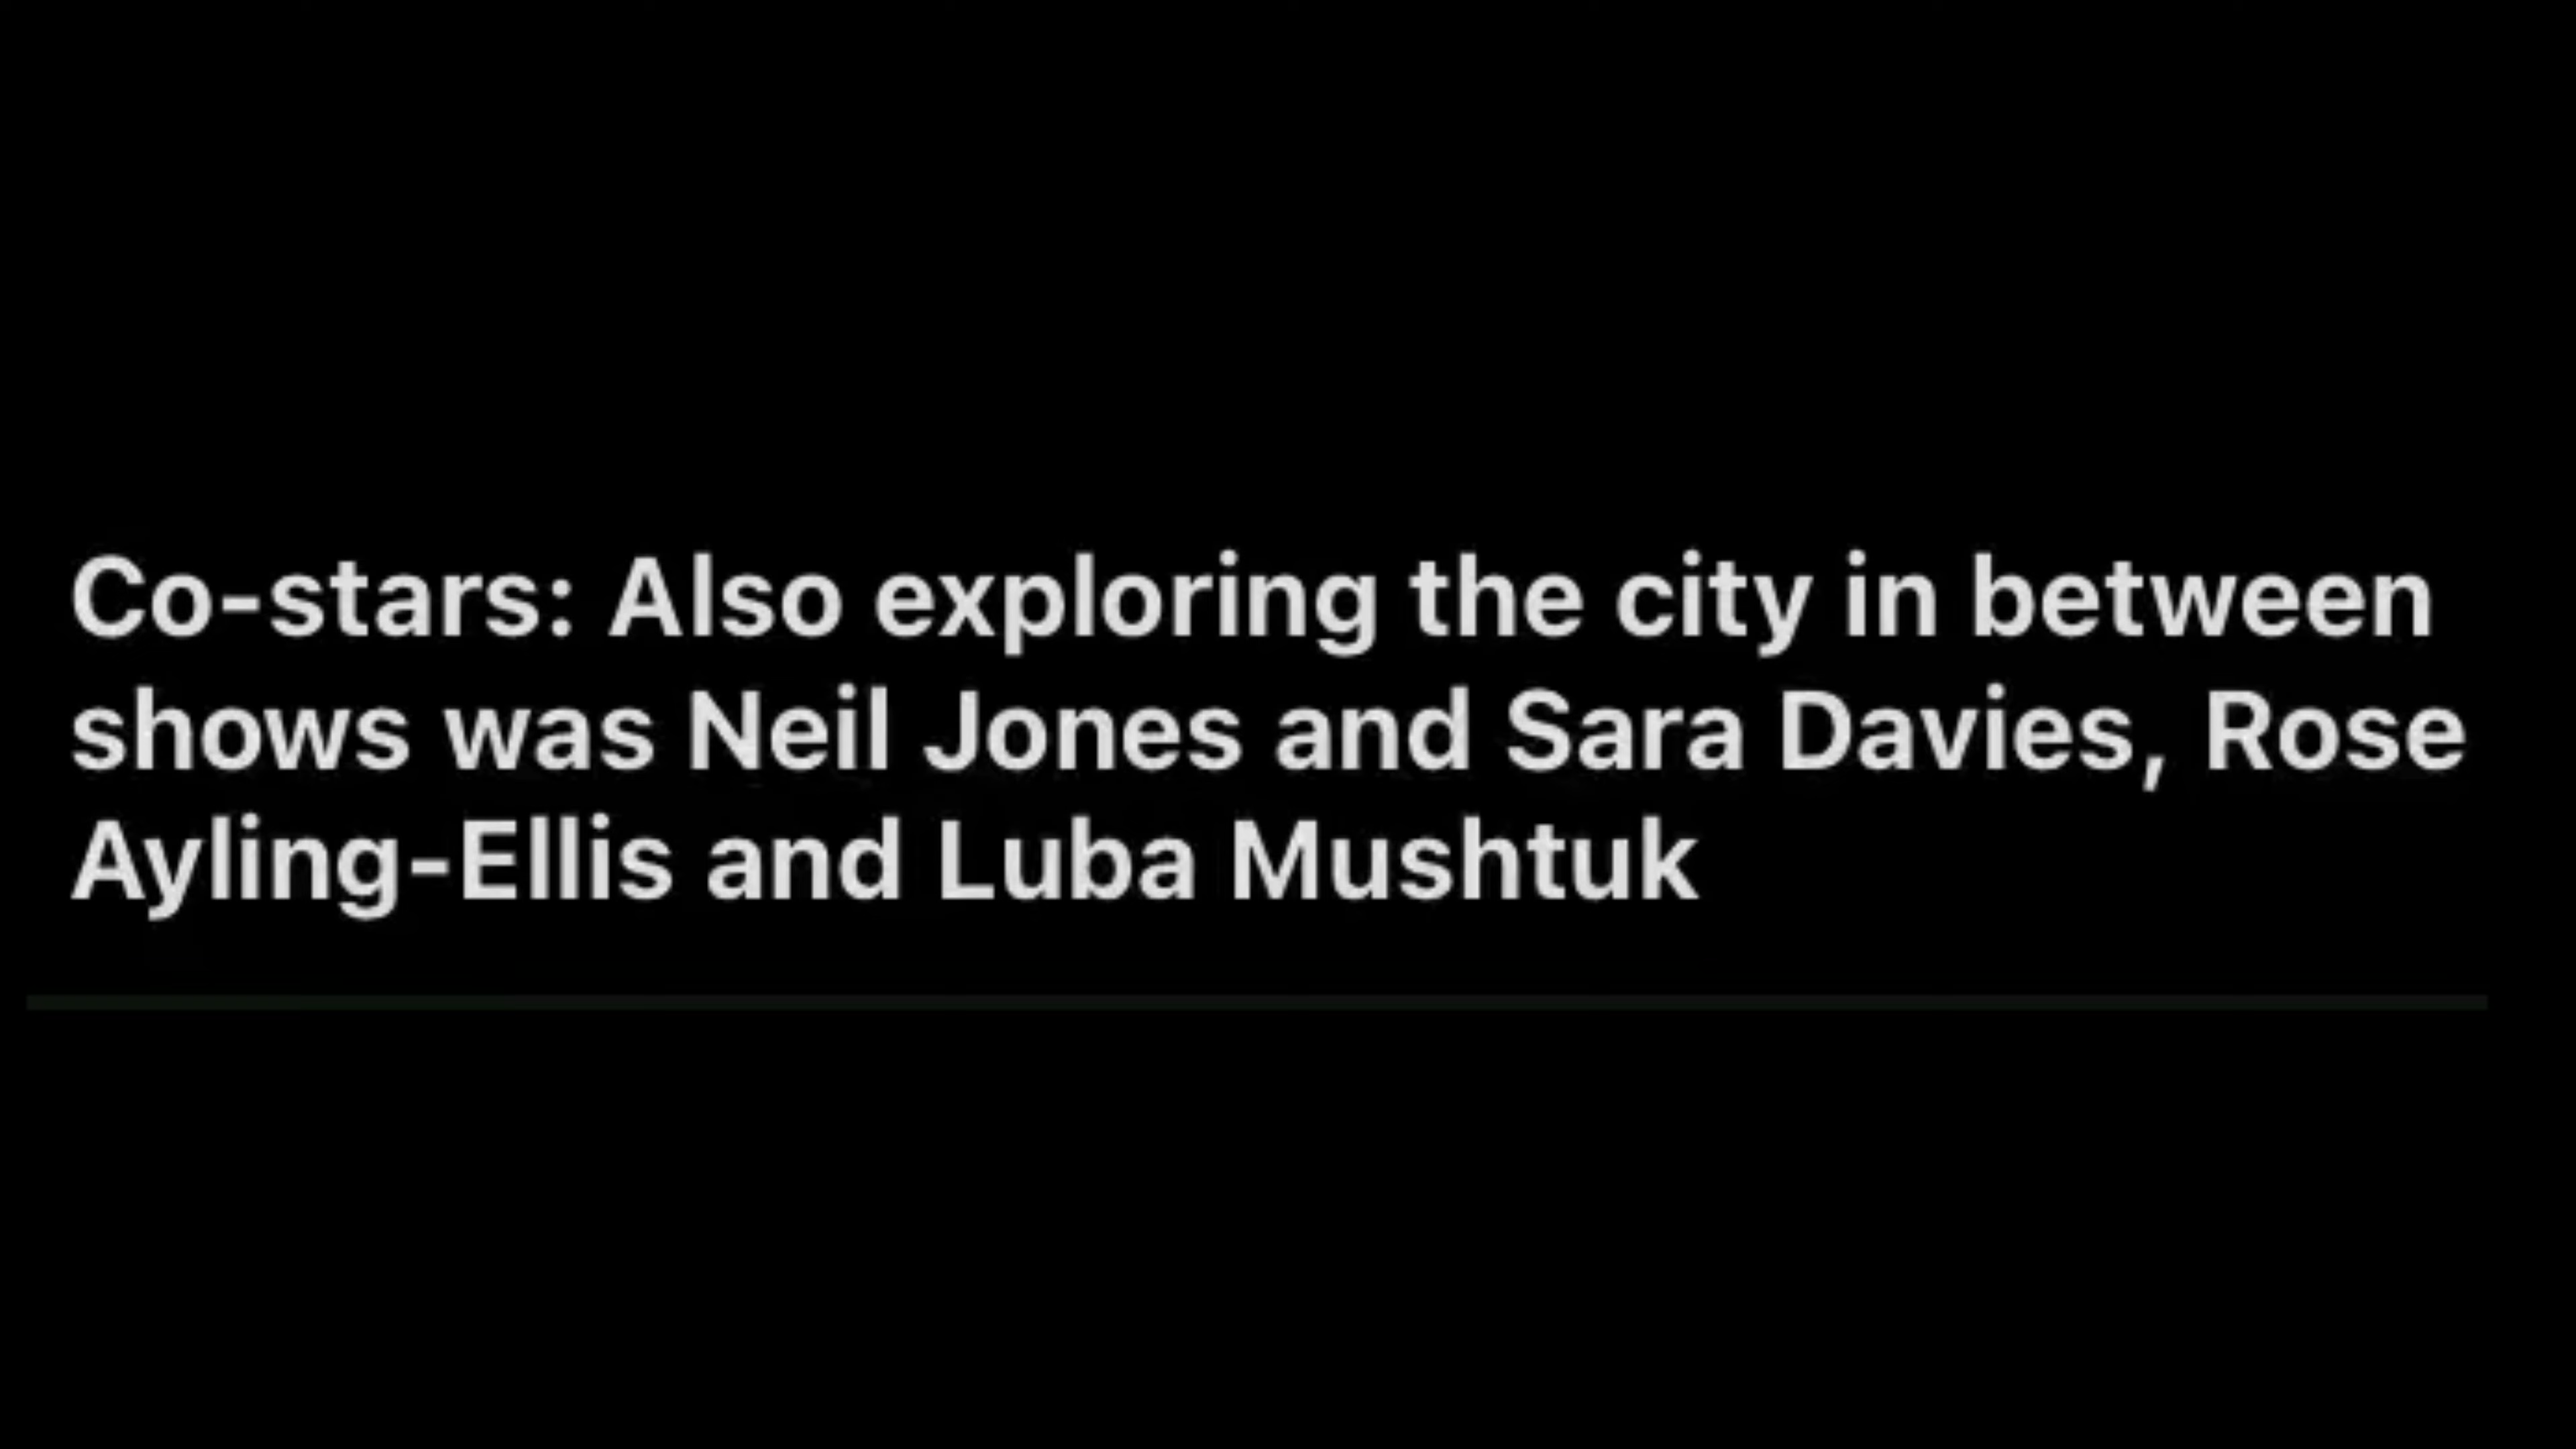 Co-stars: Also exploring the city in between
shows was Neil Jones and Sara Davies, Rose
Ayling-Ellis and Luba Mushtuk